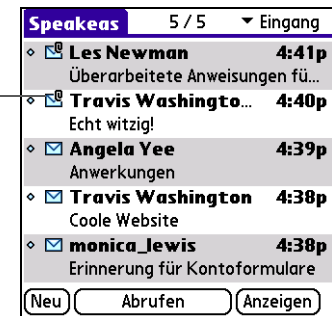 Speakeas 5 / 5 Eingang
Les Newman 4:41p
Überarbeitete Anweisungen fü...
Travis Washingto... 4:40p
Echt witzig!
Angela Yee 4:39p
Anwerkungen
Travis Washington 4:38p
Coole Website
monica_lewis 4:38p
Erinnerung für Kontoformulare
Neu Abrufen Anzeigen